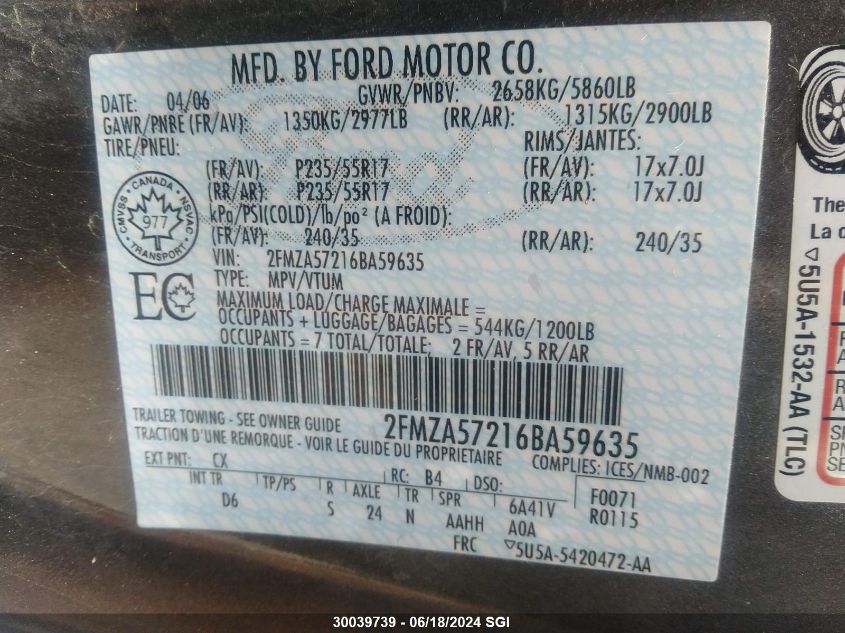 MFD. BY FORD MOTOR CO.
DATE: 04/06 GVWR/PNBV: 2658KG/5860LB
GAWR/PNBE (FR/AV): 1350KG/2977LB (RR/AR): 1315KG/2900LB
TIRE/PNEU: RIMS/JANTES:
(FR/AV): P235/55R17 (FR/AV): 17x7.0J
(RR/AR): P235/55R17 (RR/AR): 17x7.0J
kPa/PSI(COLD)/lb/po² (A FROID):
(FR/AV): 240/35 (RR/AR): 240/35
VIN: 2FMZA57216BA59635
TYPE: MPV/VTUM
CANADA
CMVSS NSVAC
977
TRANSPORT
EC
MAXIMUM LOAD/CHARGE MAXIMALE =
OCCUPANTS + LUGGAGE/BAGAGES = 544KG/1200LB
OCCUPANTS = 7 TOTAL/TOTALE; 2 FR/AV, 5 RR/AR
TRAILER TOWING - SEE OWNER GUIDE 2FMZA57216BA59635
TRACTION D'UNE REMORQUE - VOIR LE GUIDE DU PROPRIETAIRE
COMPLIES: ICES/NMB-002
EXT PNT: CX RC: B4 DSO:
INT TR TP/PS R AXLE TR SPR 6A41V F0071
D6 S 24 N AAHH A0A R0115
FRC ▽5U5A-5420472-AA
The
La c
▽5U5A-1532-AA (TLC)
F
A
R
A
SP
PN
SE
30039739 - 06/18/2024 SGI